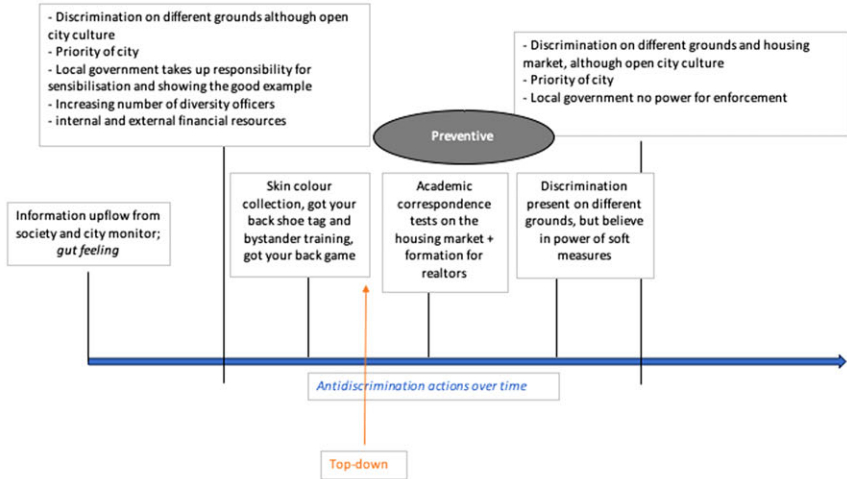 - Discrimination on different grounds although open
city culture
- Priority of city
- Local government takes up responsibility for
sensibilisation and showing the good example
- Increasing number of diversity officers
- internal and external financial resources
- Discrimination on different grounds and housing
market, although open city culture
- Priority of city
- Local government no power for enforcement
Preventive
Information upflow from
society and city monitor;
gut feeling
Skin colour
collection, got your
back shoe tag and
bystander training,
got your back game
Academic
correspondence
tests on the
housing market +
formation for
realtors
Discrimination
present on different
grounds, but believe
in power of soft
measures
Antidiscrimination actions over time
Top-down